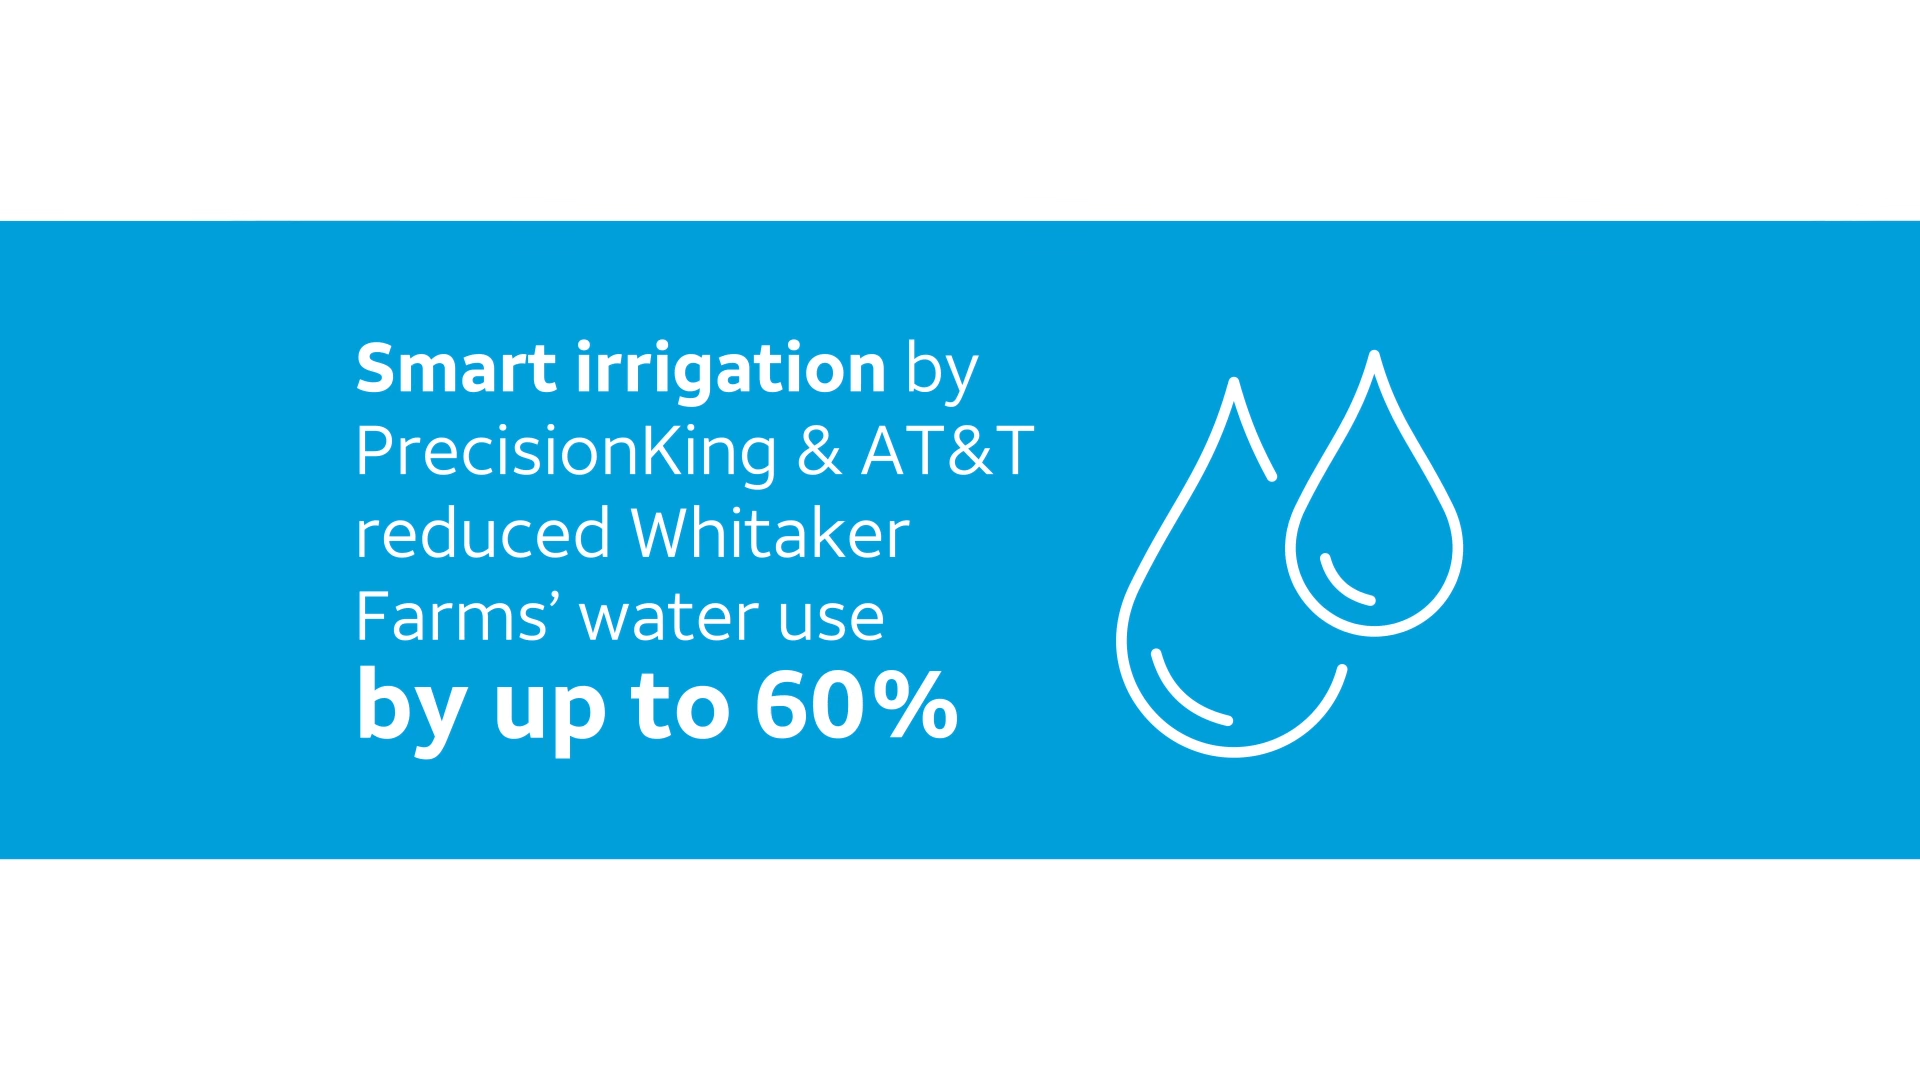 Smart irrigation by
PrecisionKing & AT&T
reduced Whitaker
Farms’ water use
by up to 60%